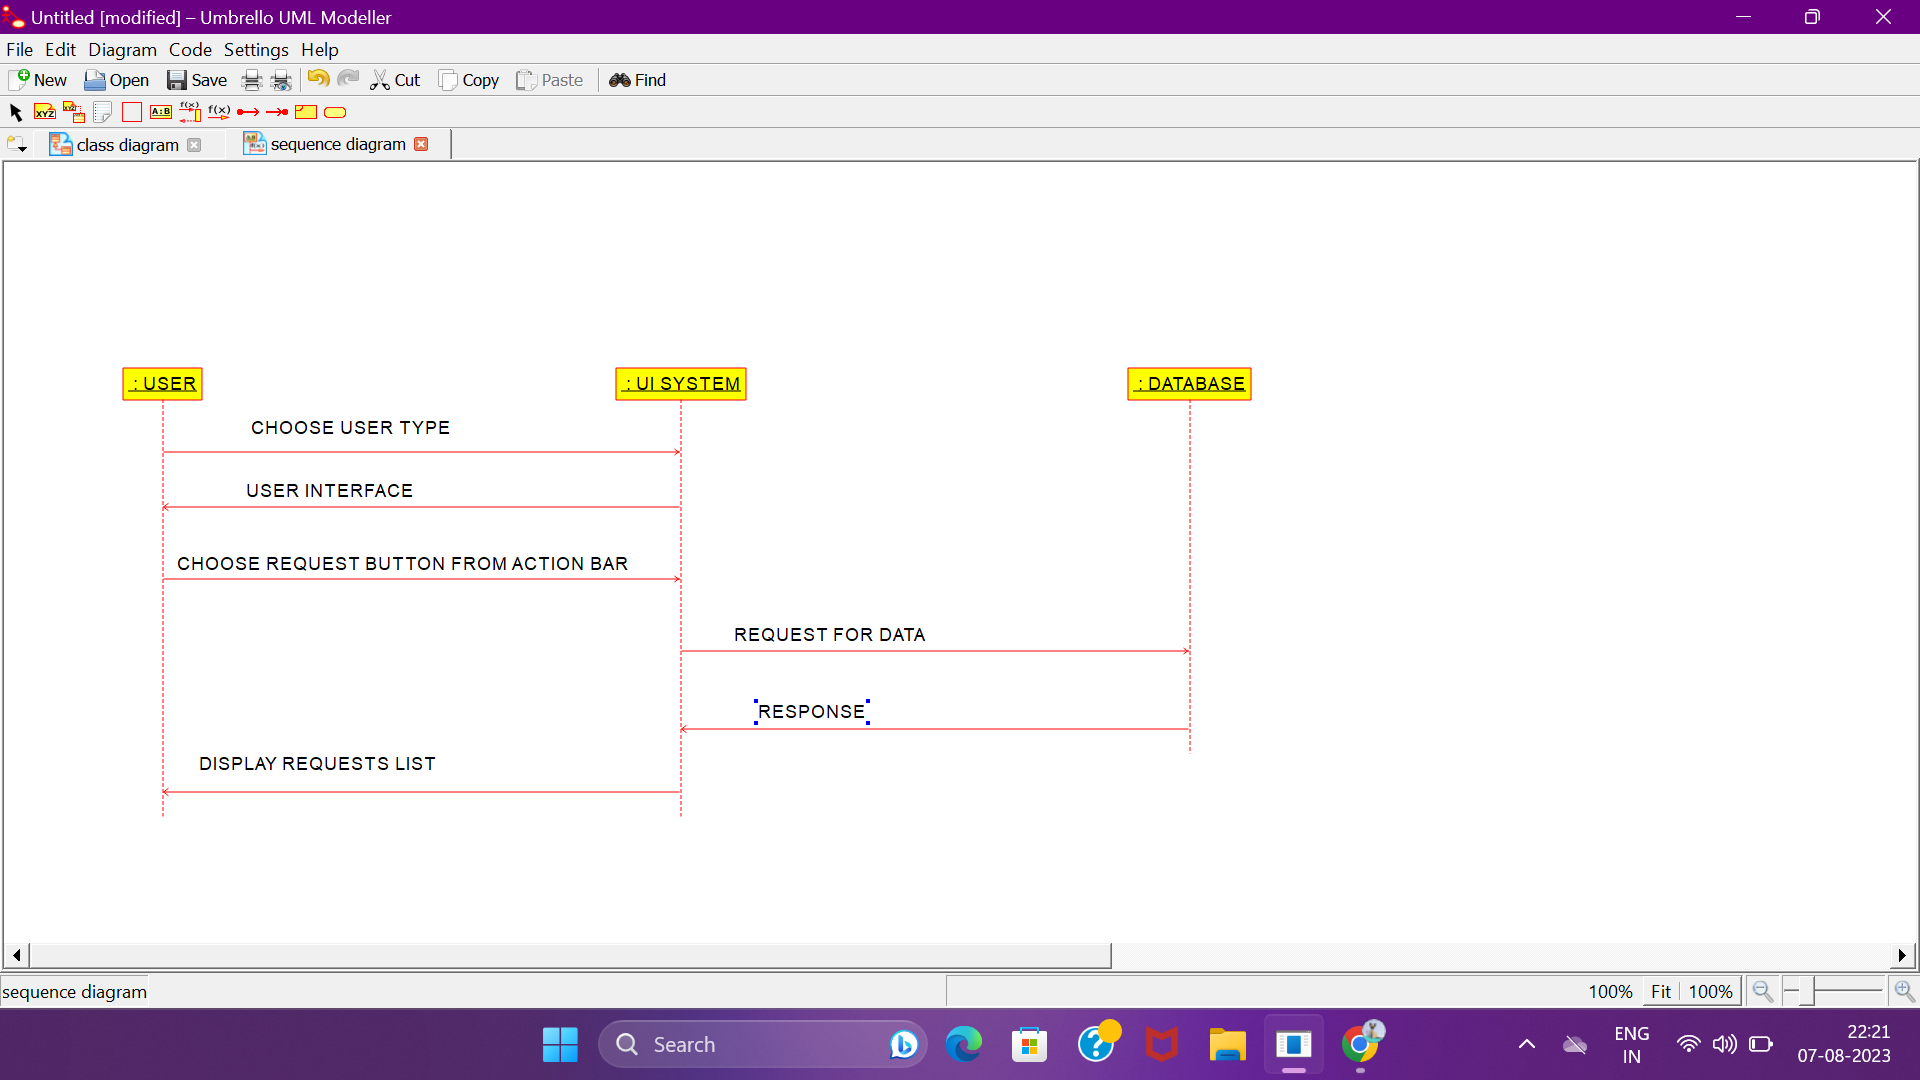 Untitled [modified] – Umbrello UML Modeller
File Edit Diagram Code Settings Help
New Open Save Cut Copy Paste Find
XYZ XYZ A:B f(x) f(x)
class diagram sequence diagram
: USER : UI SYSTEM : DATABASE
CHOOSE USER TYPE
USER INTERFACE
CHOOSE REQUEST BUTTON FROM ACTION BAR
REQUEST FOR DATA
RESPONSE
DISPLAY REQUESTS LIST
sequence diagram 100% Fit 100%
Search ENG 22:21
IN 07-08-2023